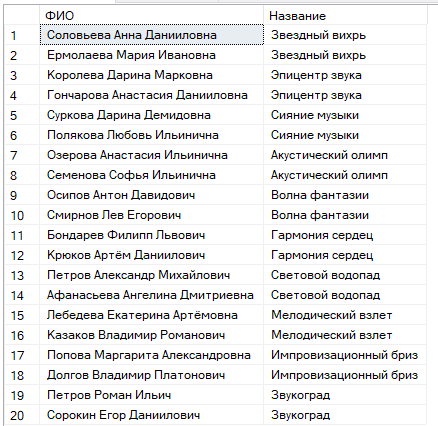 ФИО Название
1 Соловьева Анна Данииловна Звездный вихрь
2 Ермолаева Мария Ивановна Звездный вихрь
3 Королева Дарина Марковна Эпицентр звука
4 Гончарова Анастасия Данииловна Эпицентр звука
5 Суркова Дарина Демидовна Сияние музыки
6 Полякова Любовь Ильинична Сияние музыки
7 Озерова Анастасия Ильинична Акустический олимп
8 Семенова Софья Ильинична Акустический олимп
9 Осипов Антон Давидович Волна фантазии
10 Смирнов Лев Егорович Волна фантазии
11 Бондарев Филипп Львович Гармония сердец
12 Крюков Артём Даниилович Гармония сердец
13 Петров Александр Михайлович Световой водопад
14 Афанасьева Ангелина Дмитриевна Световой водопад
15 Лебедева Екатерина Артёмовна Мелодический взлет
16 Казаков Владимир Романович Мелодический взлет
17 Попова Маргарита Александровна Импровизационный бриз
18 Долгов Владимир Платонович Импровизационный бриз
19 Петров Роман Ильич Звукоград
20 Сорокин Егор Даниилович Звукоград